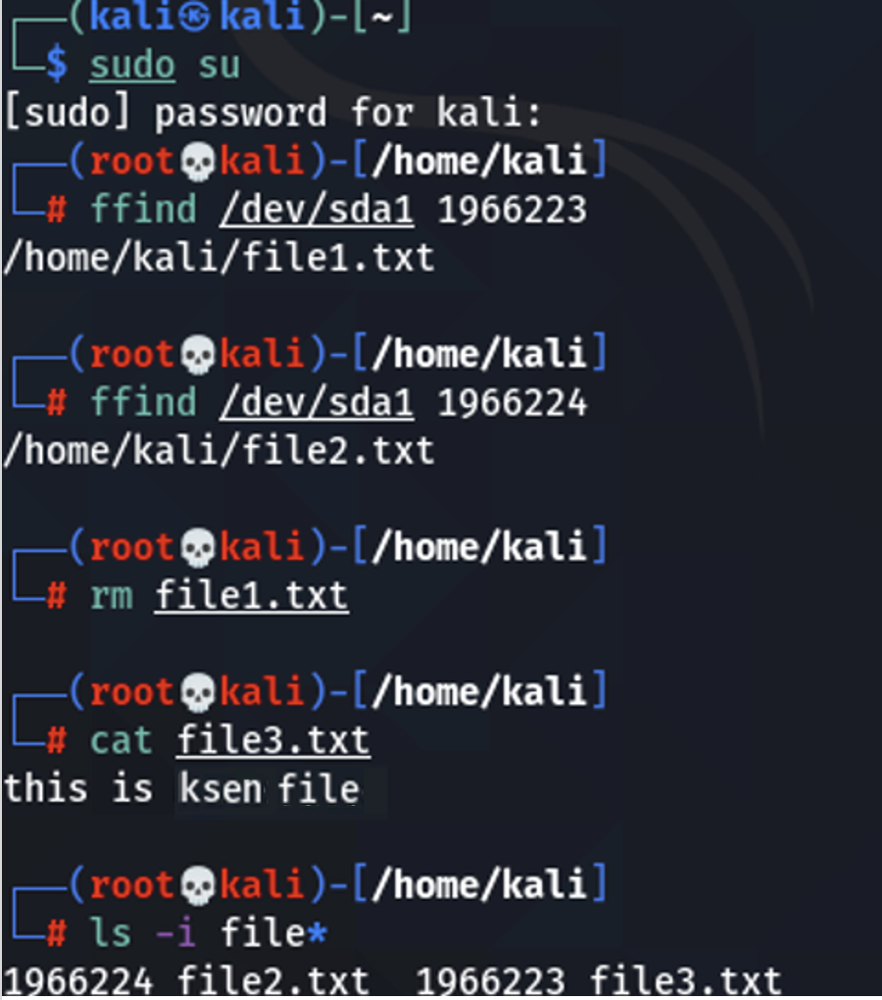 ┌──(kali㉿kali)-[~]
└─$ sudo su
[sudo] password for kali:
┌──(root💀kali)-[/home/kali]
└─# ffind /dev/sda1 1966223
/home/kali/file1.txt
┌──(root💀kali)-[/home/kali]
└─# ffind /dev/sda1 1966224
/home/kali/file2.txt
┌──(root💀kali)-[/home/kali]
└─# rm file1.txt
┌──(root💀kali)-[/home/kali]
└─# cat file3.txt
this is ksen file
┌──(root💀kali)-[/home/kali]
└─# ls -i file*
1966224 file2.txt  1966223 file3.txt